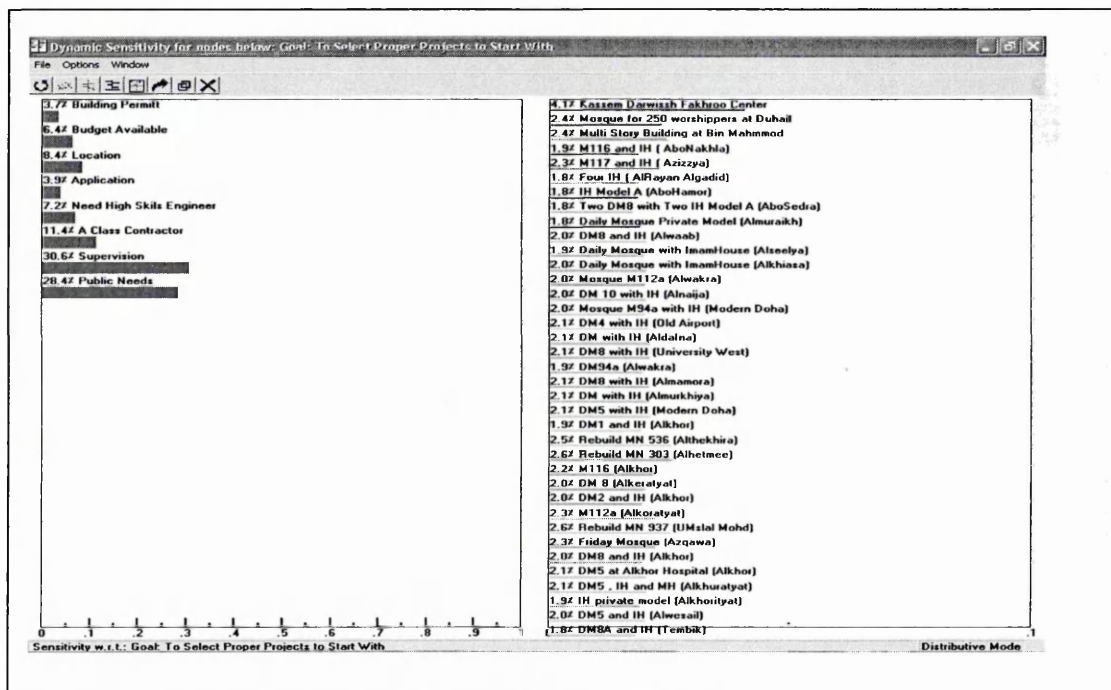 Dynamic Sensitivity for nodes below: Goal: To Select Proper Projects to Start With
File Options Window
3.7% Building Permitt
6.4% Budget Available
8.4% Location
3.9% Application
7.2% Need High Skils Engineer
11.4% A Class Contractor
30.6% Supervision
28.4% Public Needs
0 .1 .2 .3 .4 .5 .6 .7 .8 .9 1
4.1% Kassem Darwissh Fakhroo Center
2.4% Mosque for 250 worshippers at Duhail
2.4% Multi Story Building at Bin Mahmmod
1.9% M116 and IH ( AboNakhla)
2.3% M117 and IH ( Azizzya)
1.8% Four IH ( AlRayan Algadid)
1.8% IH Model A (AboHamor)
1.8% Two DM8 with Two IH Model A (AboSedra)
1.8% Daily Mosque Private Model (Almuraikh)
2.0% DM8 and IH (Alwaab)
1.9% Daily Mosque with ImamHouse (Alseelya)
2.0% Daily Mosque with ImamHouse (Alkhiasa)
2.0% Mosque M112a (Alwakra)
2.0% DM 10 with IH (Alnaija)
2.0% Mosque M94a with IH (Modern Doha)
2.1% DM4 with IH (Old Airport)
2.1% DM with IH (Aldalna)
2.1% DM8 with IH (University West)
1.9% DM94a (Alwakra)
2.1% DM8 with IH (Almamora)
2.1% DM with IH (Almurkhiya)
2.1% DM5 with IH (Modern Doha)
1.9% DM1 and IH (Alkhor)
2.5% Rebuild MN 536 (Althekhira)
2.6% Rebuild MN 303 (Alhetmee)
2.2% M116 (Alkhor)
2.0% DM 8 (Alkeratyat)
2.0% DM2 and IH (Alkhor)
2.3% M112a (Alkoratyat)
2.6% Rebuild MN 937 (UMslal Mohd)
2.3% Friday Mosque (Azqawa)
2.0% DM8 and IH (Alkhor)
2.1% DM5 at Alkhor Hospital (Alkhor)
2.1% DM5 , IH and MH (Alkhuratyat)
1.9% IH private model (Alkhorityat)
2.0% DM5 and IH (Alwesail)
1.8% DM8A and IH (Tembik)
.1
Sensitivity w.r.t.: Goal: To Select Proper Projects to Start With
Distributive Mode